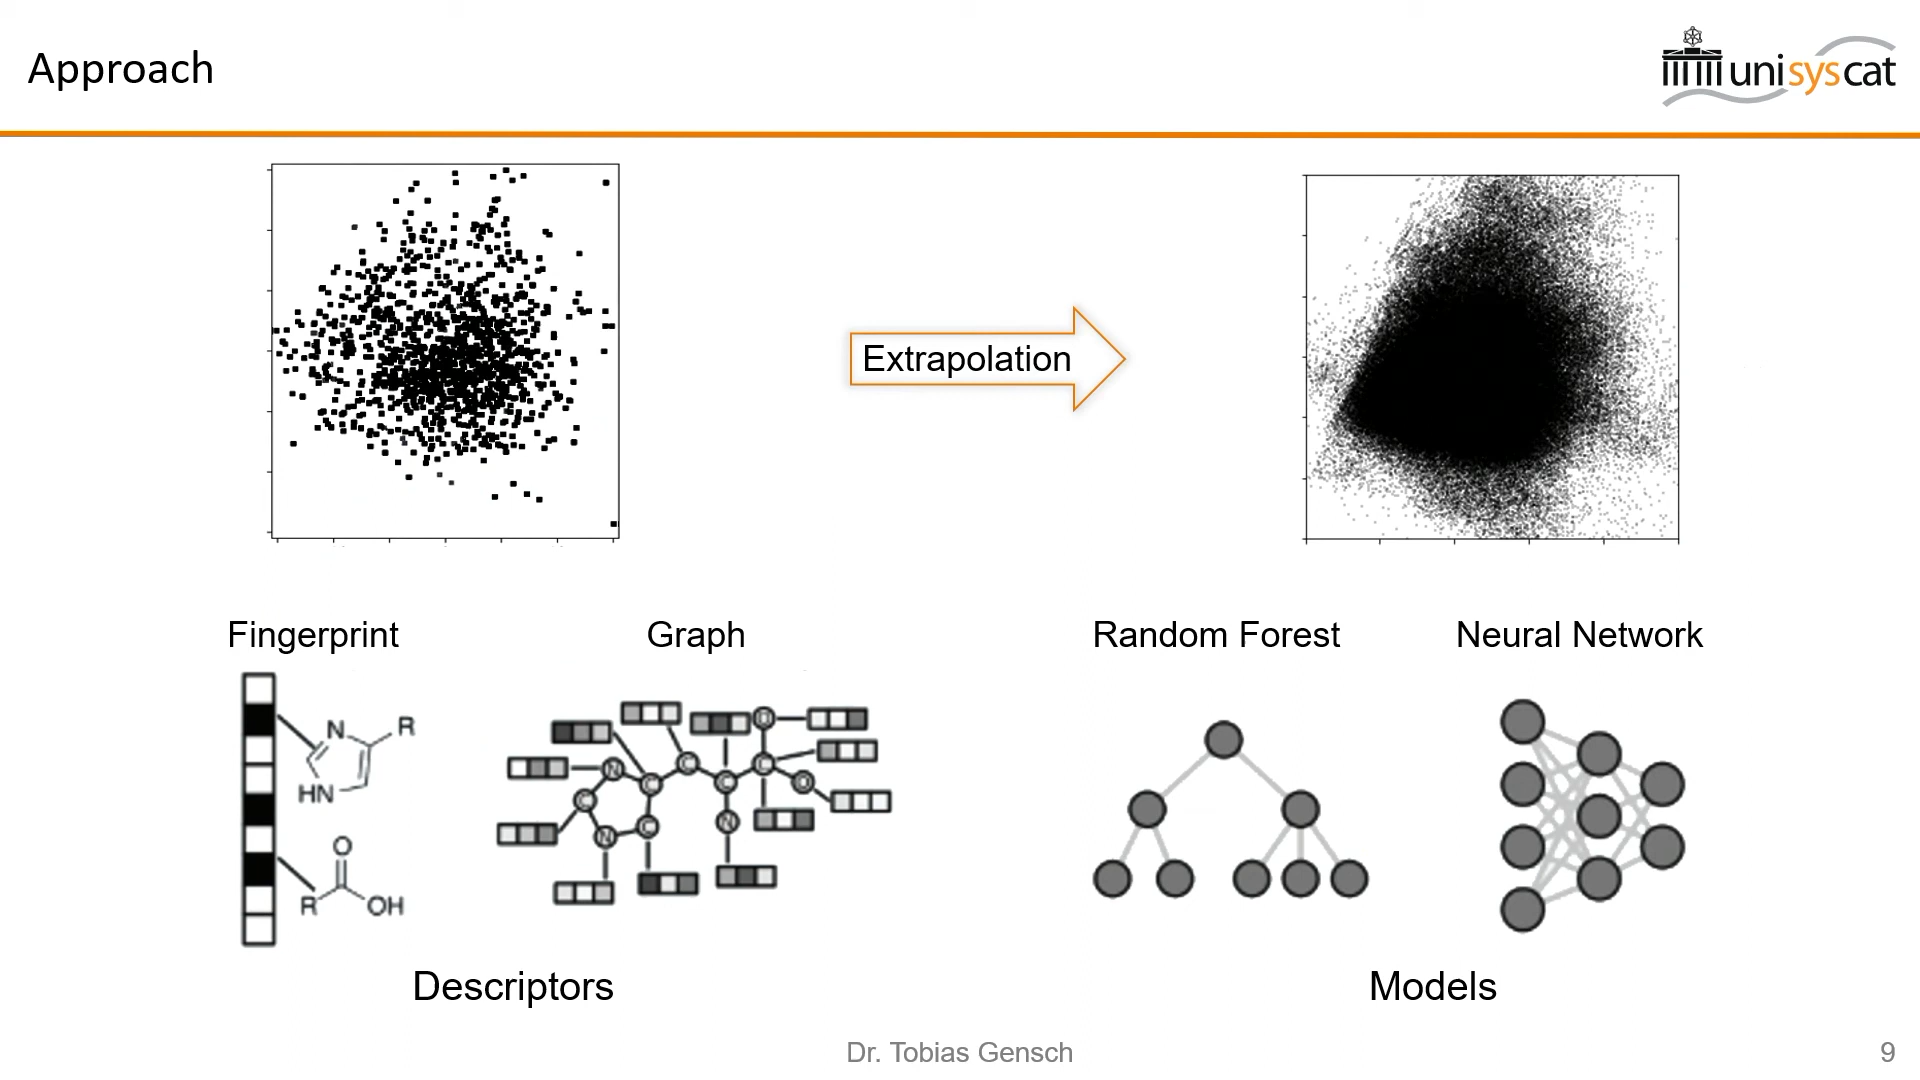 Approach
unisyscat
Extrapolation
Fingerprint
Graph
Random Forest
Neural Network
N
R
HN
O
R
OH
O
N
C
C
C
C
O
C
N
C
N
Descriptors
Models
Dr. Tobias Gensch
9